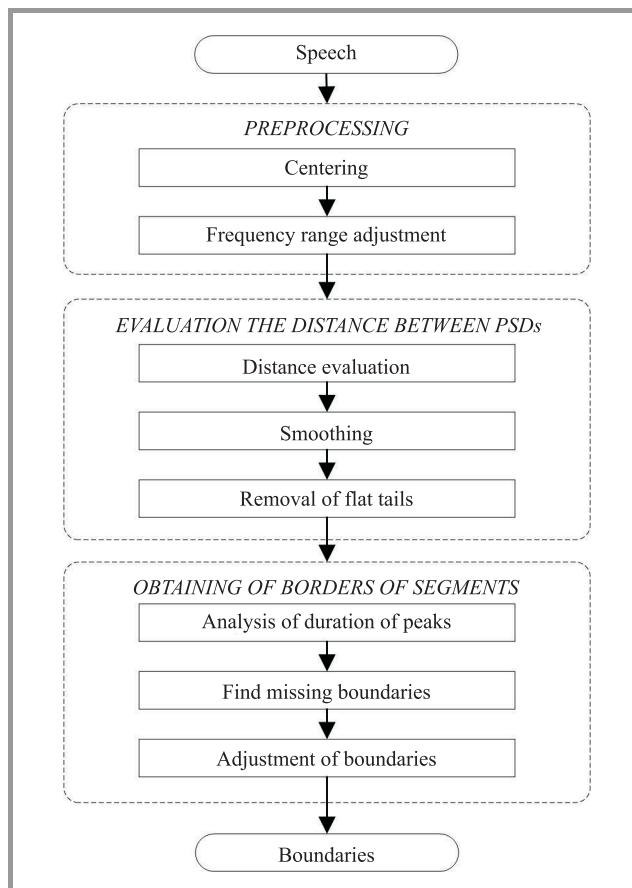 Speech
PREPROCESSING
Centering
Frequency range adjustment
EVALUATION THE DISTANCE BETWEEN PSDs
Distance evaluation
Smoothing
Removal of flat tails
OBTAINING OF BORDERS OF SEGMENTS
Analysis of duration of peaks
Find missing boundaries
Adjustment of boundaries
Boundaries